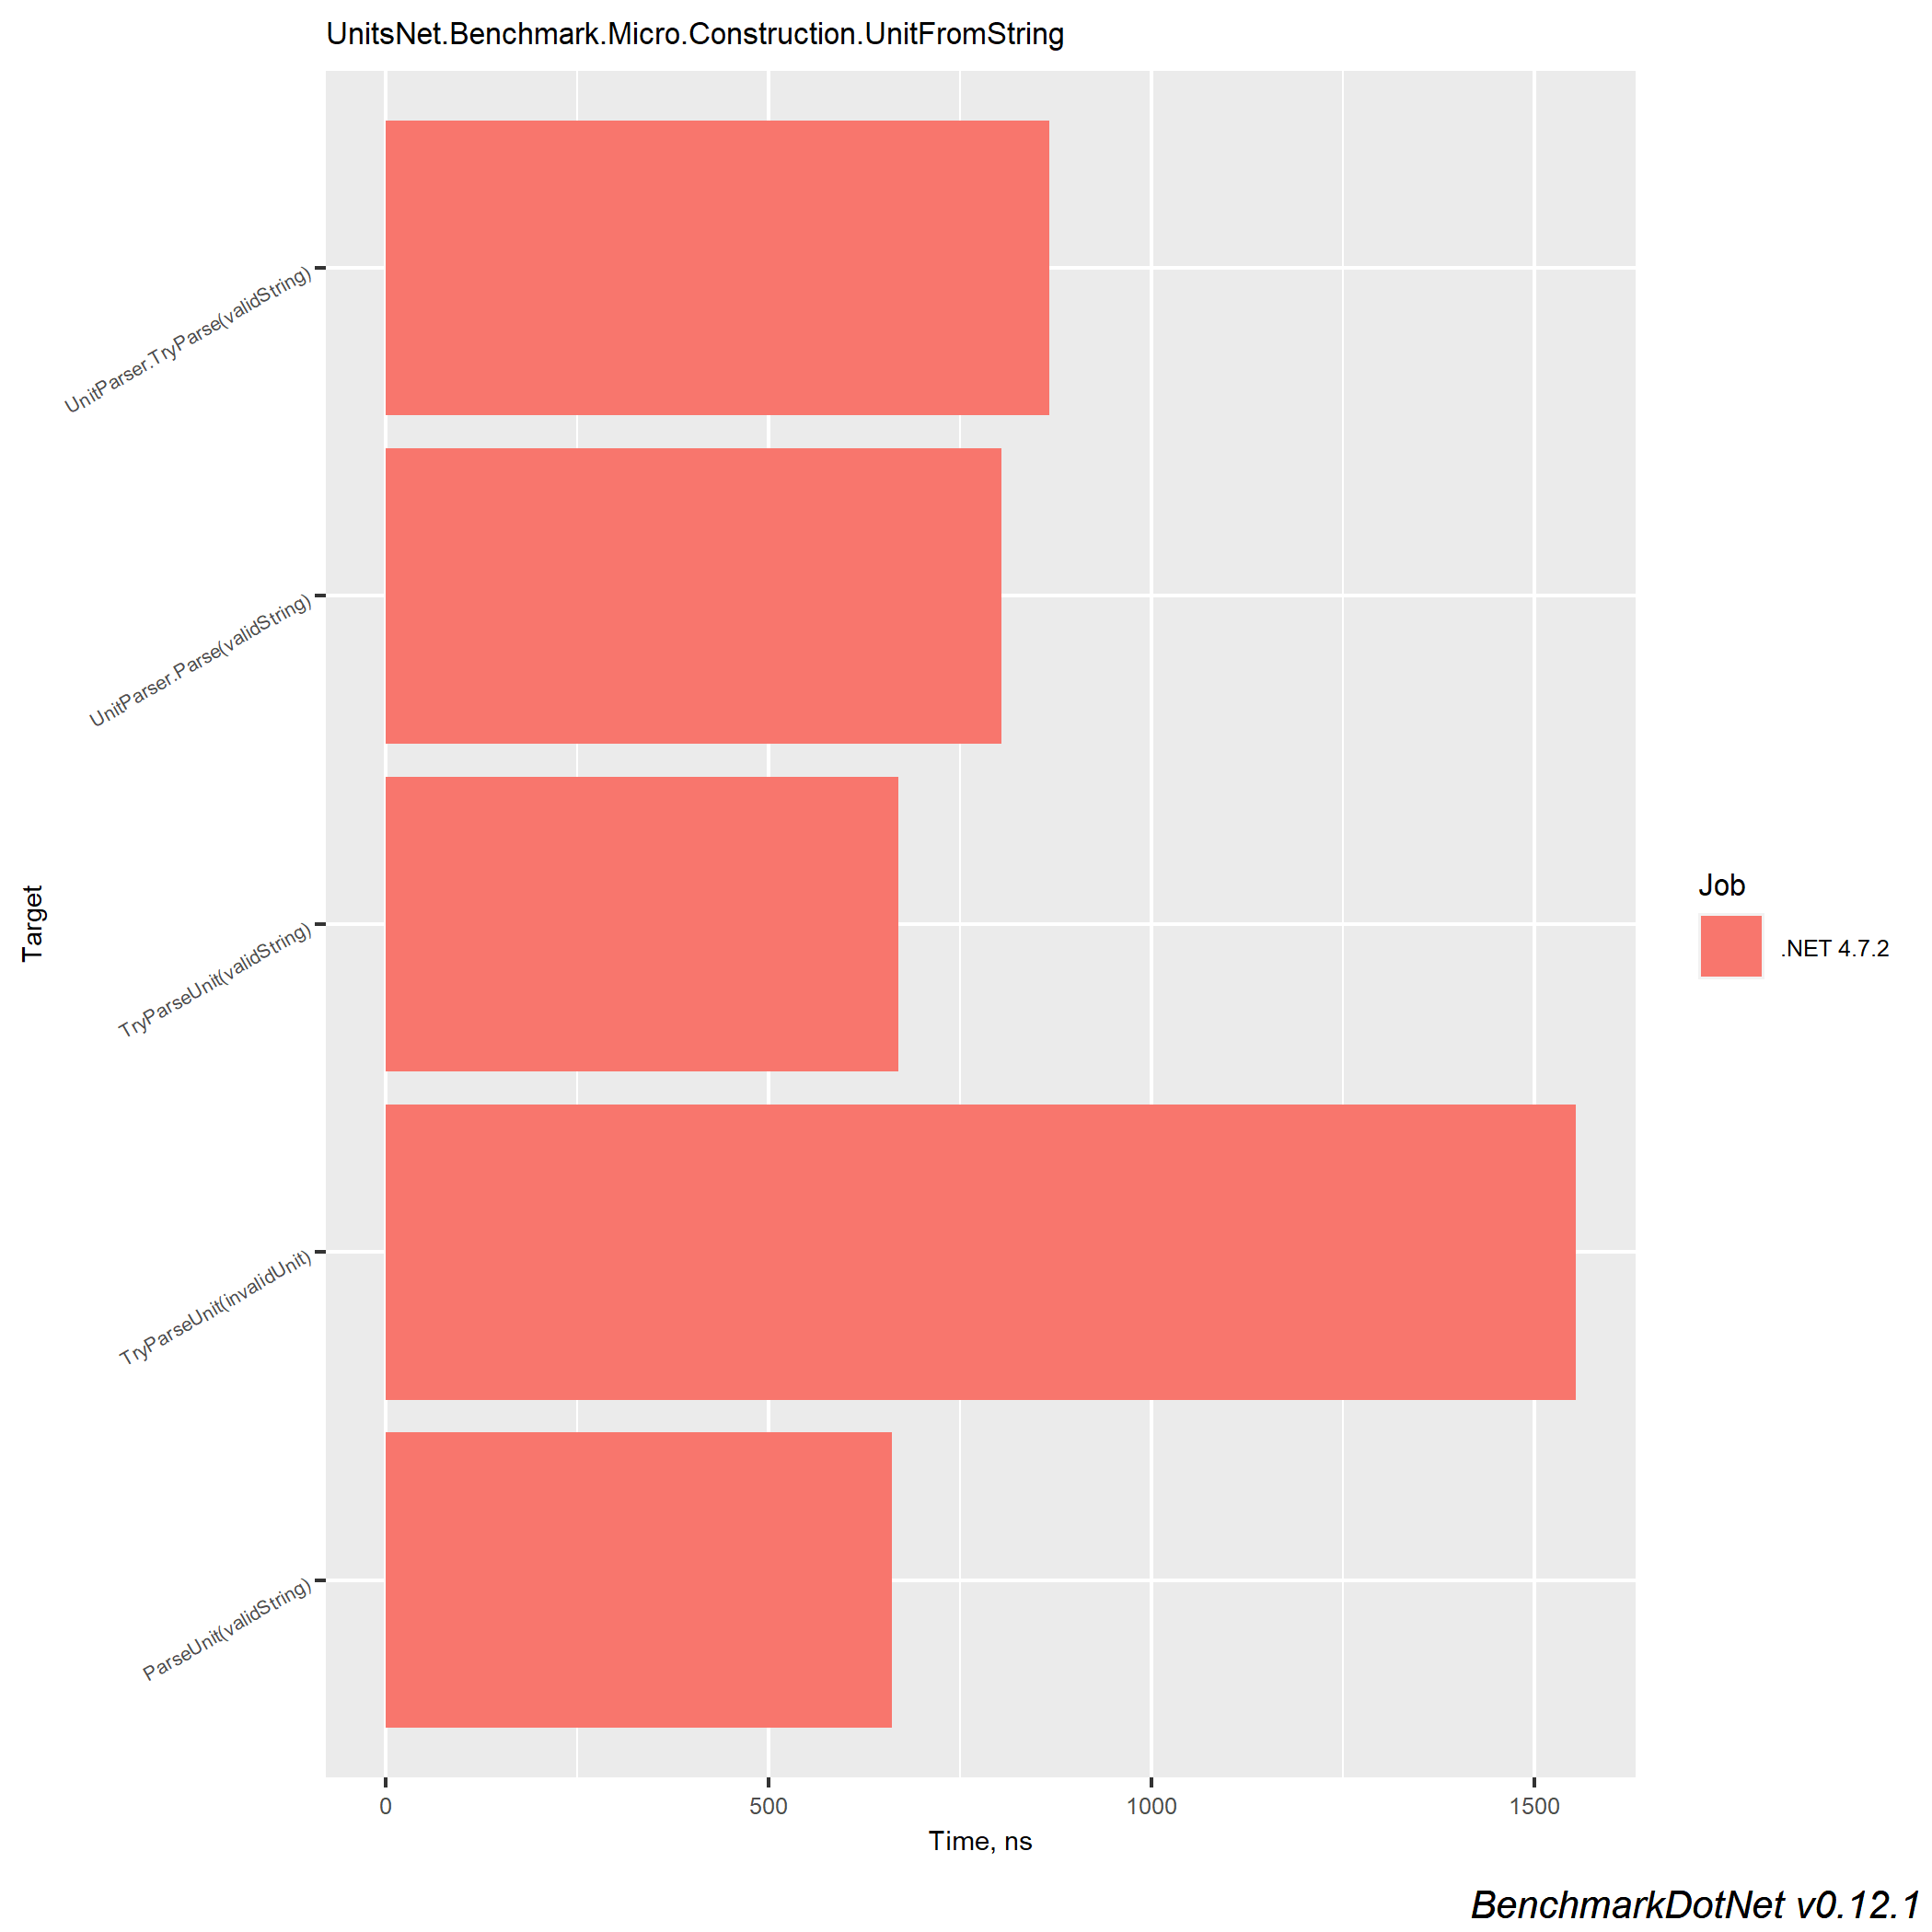 UnitsNet.Benchmark.Micro.Construction.UnitFromString
UnitParser.TryParse(validString)
UnitParser.Parse(validString)
TryParseUnit(validString)
TryParseUnit(invalidUnit)
ParseUnit(validString)
Target
0 500 1000 1500
Time, ns
Job
.NET 4.7.2
BenchmarkDotNet v0.12.1